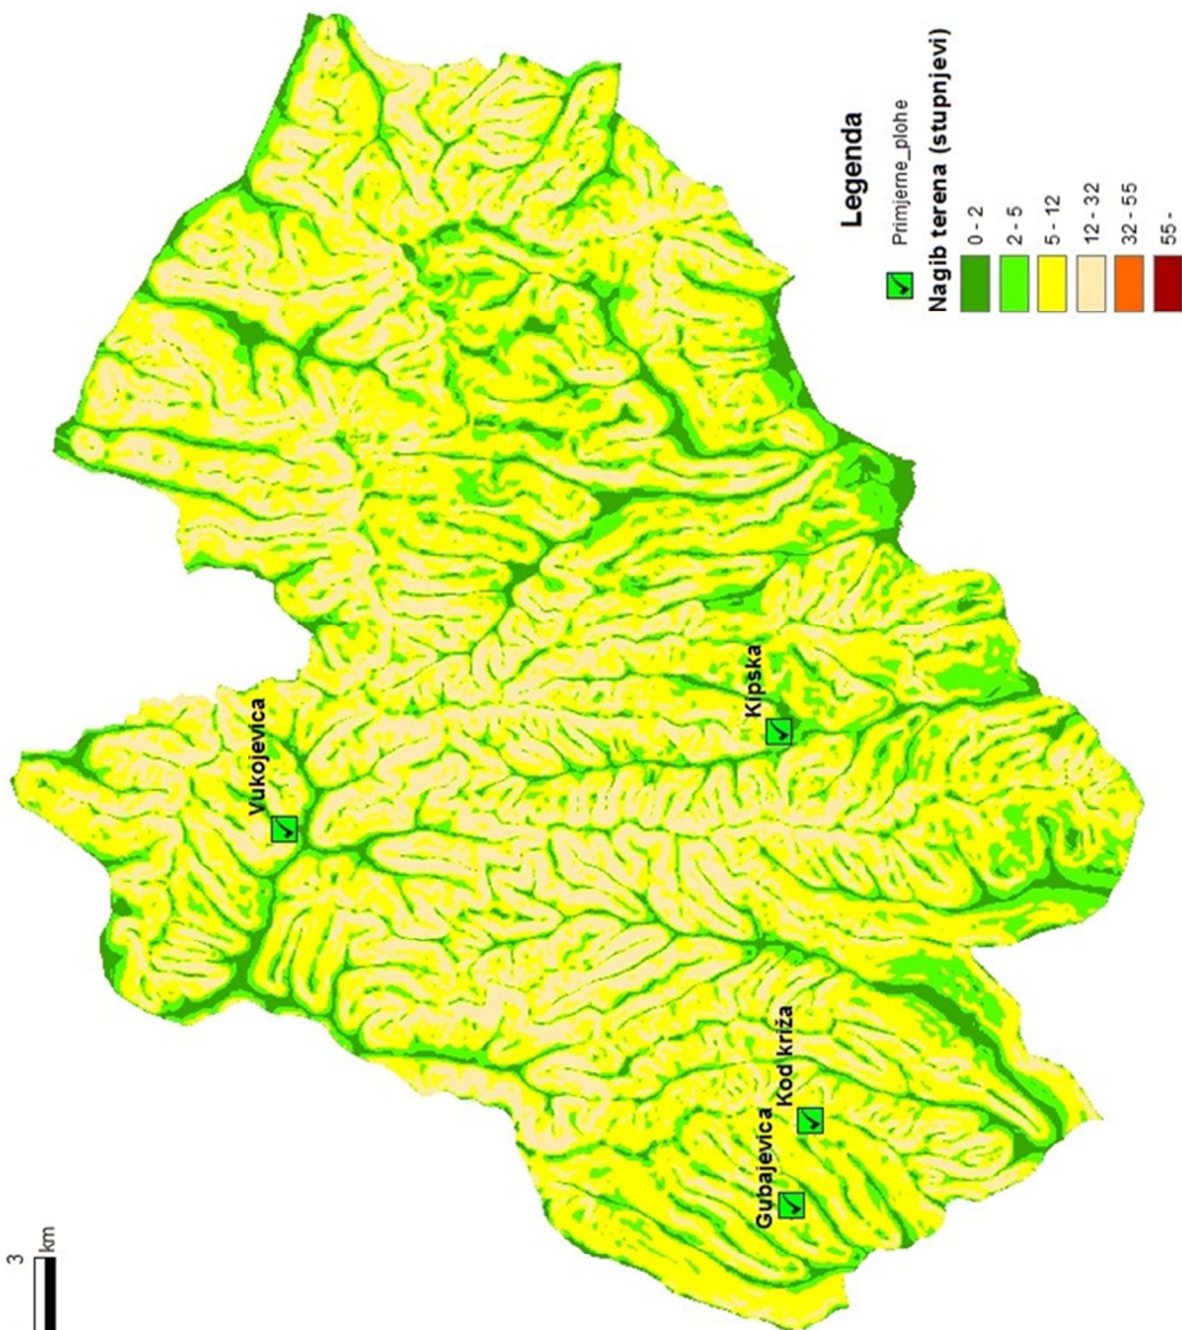 Vukojevica
Kipska
Kod križa
Gubajevica
Legenda
Primjerne_plohe
Nagib terena (stupnjevi)
0 - 2
2 - 5
5 - 12
12 - 32
32 - 55
55 -
3
km